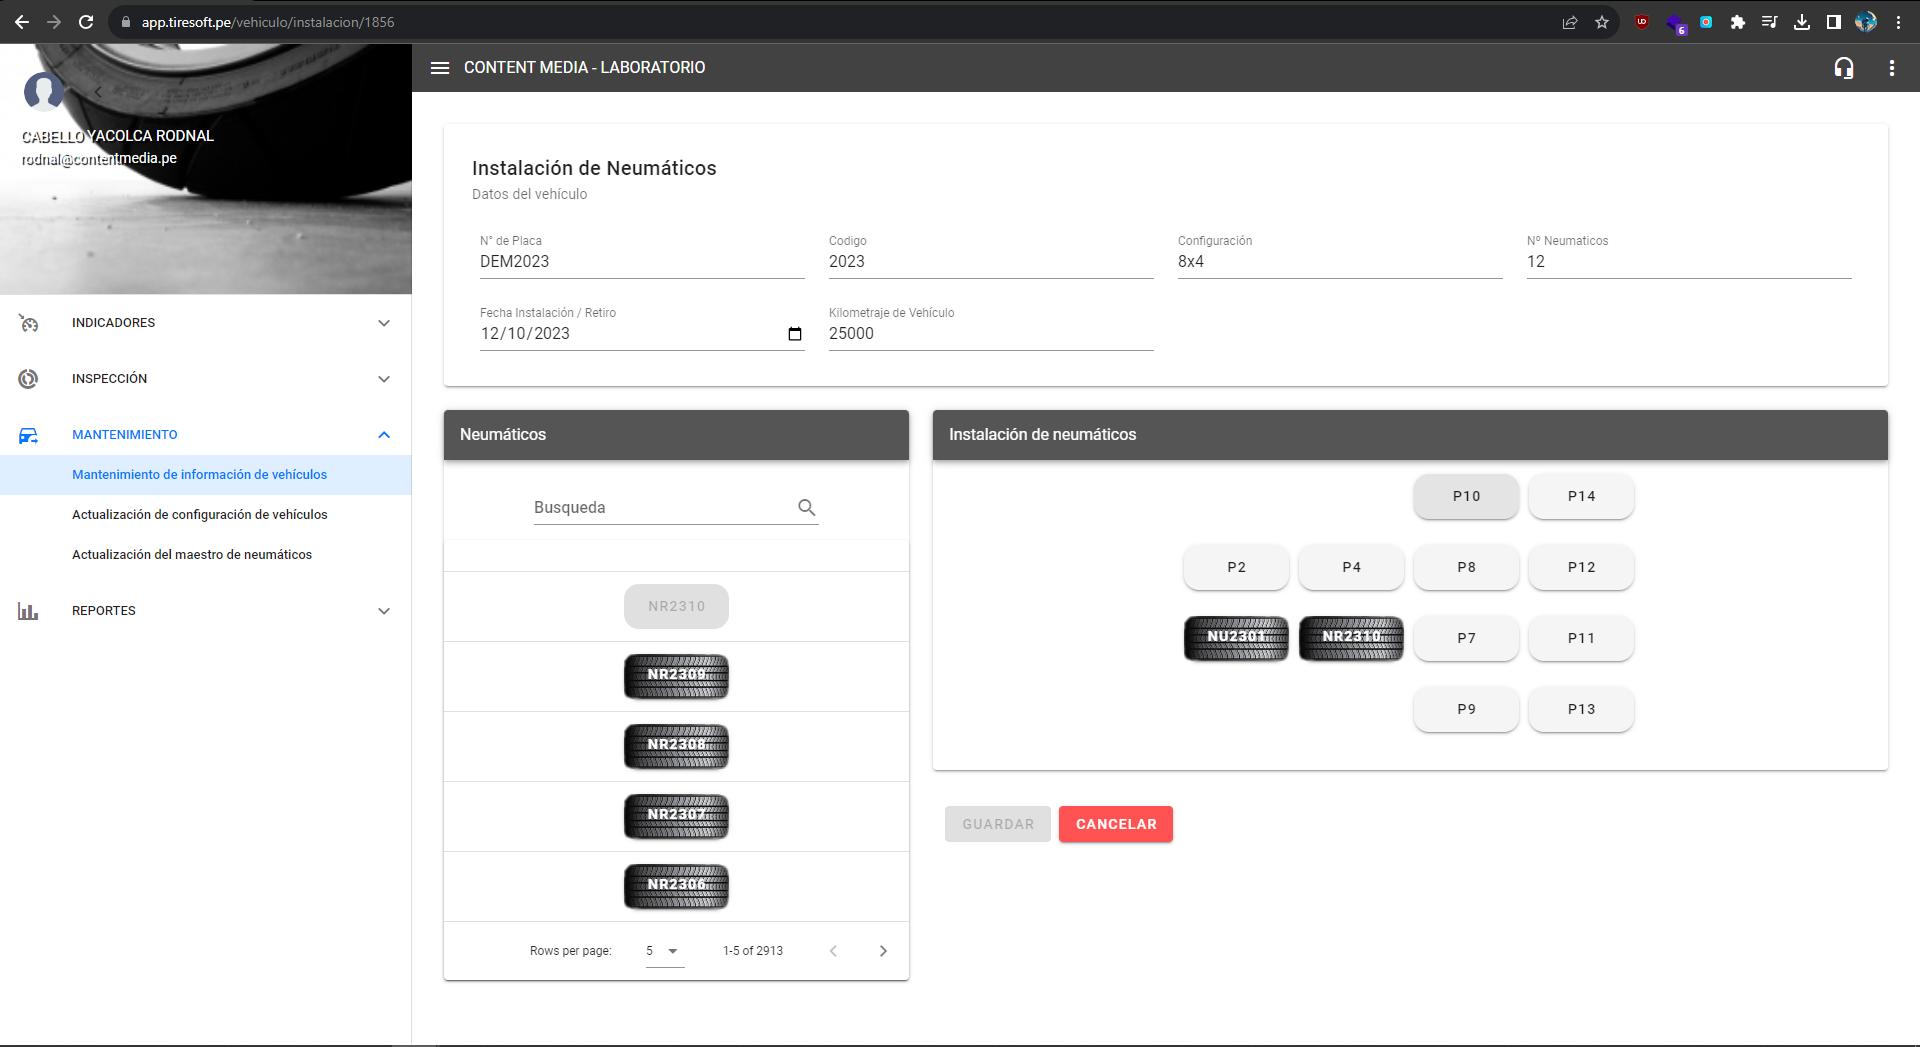 app.tiresoft.pe/vehiculo/instalacion/1856
6
CABELLO YACOLCA RODNAL
rodnal@contentmedia.pe
CONTENT MEDIA - LABORATORIO
INDICADORES
INSPECCIÓN
MANTENIMIENTO
Mantenimiento de información de vehículos
Actualización de configuración de vehículos
Actualización del maestro de neumáticos
REPORTES
Instalación de Neumáticos
Datos del vehículo
N° de Placa
DEM2023
Codigo
2023
Configuración
8x4
Nº Neumaticos
12
Fecha Instalación / Retiro
12/10/2023
Kilometraje de Vehículo
25000
Neumáticos
Busqueda
NR2310
NR2309
NR2308
NR2307
NR2306
Rows per page: 5 1-5 of 2913
Instalación de neumáticos
P10 P14
P2 P4 P8 P12
NU2301 NR2310 P7 P11
P9 P13
GUARDAR CANCELAR